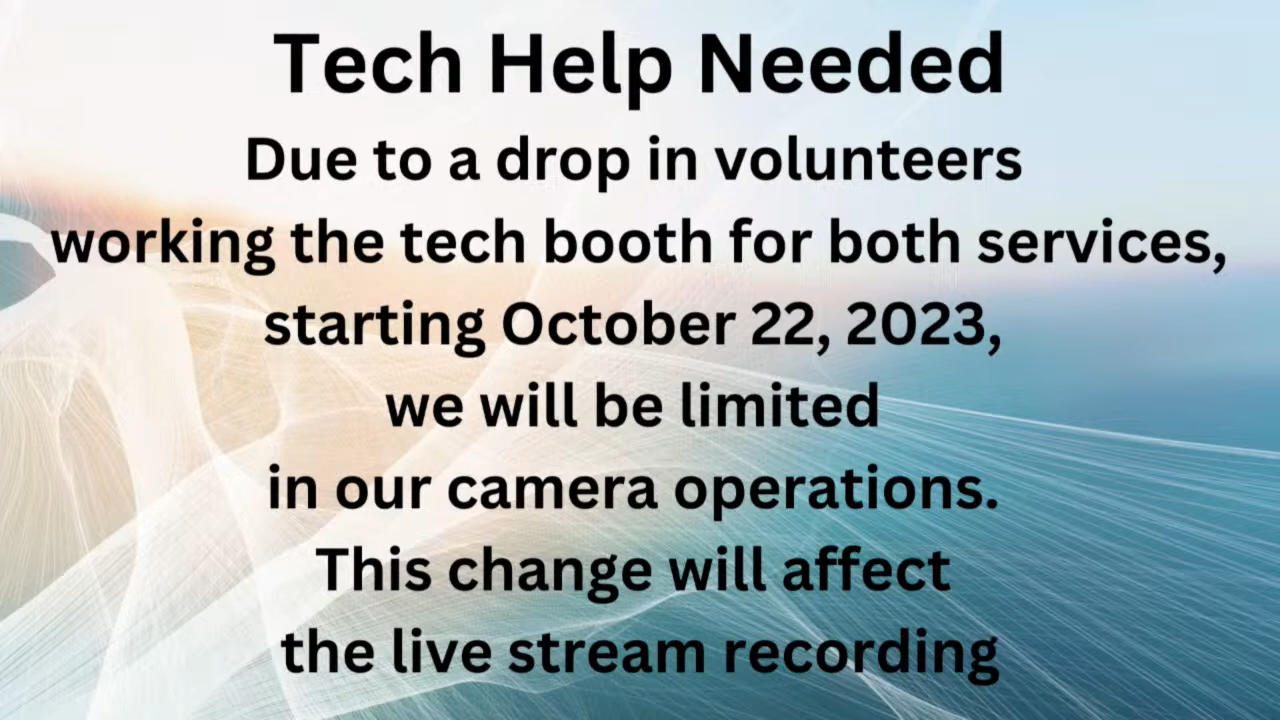 Tech Help Needed
Due to a drop in volunteers
working the tech booth for both services,
starting October 22, 2023,
we will be limited
in our camera operations.
This change will affect
the live stream recording